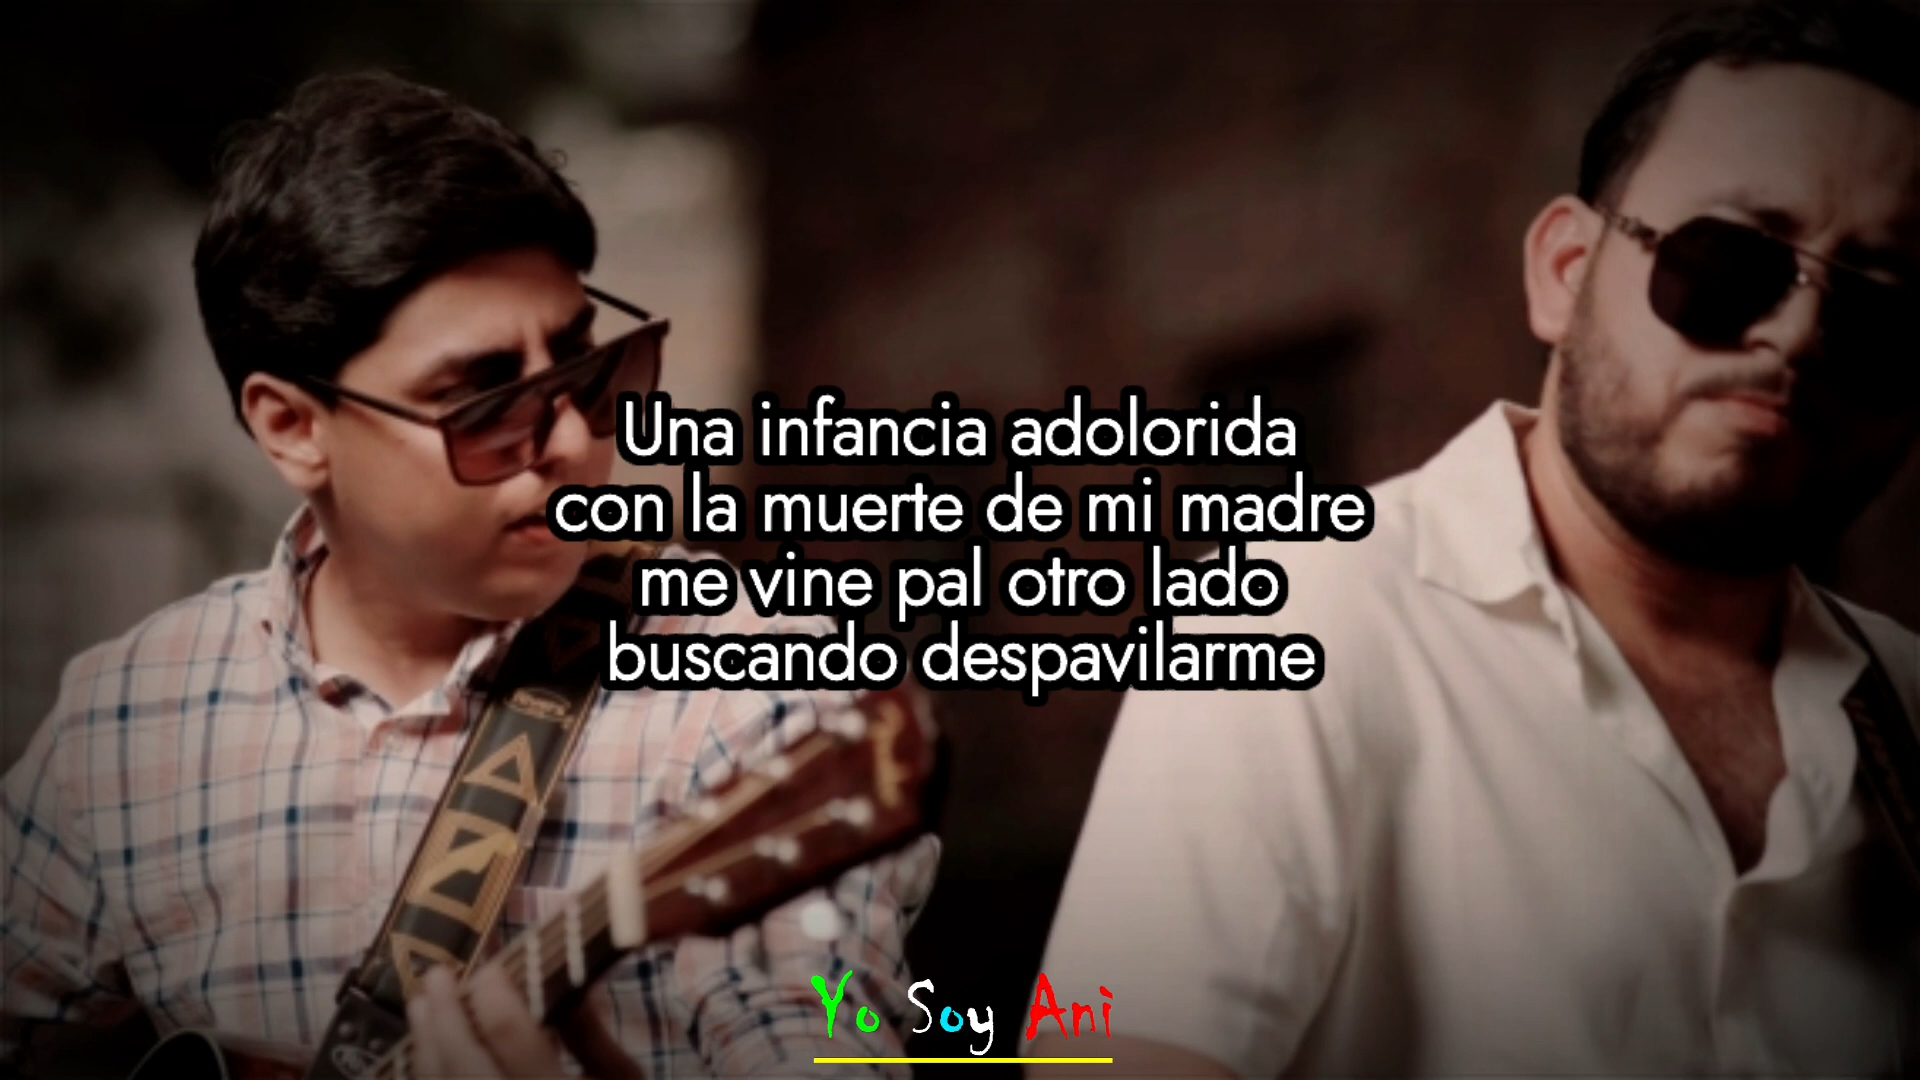 Una infancia adolorida
con la muerte de mi madre
me vine pal otro lado
buscando despavilarme
Yo Soy Ani